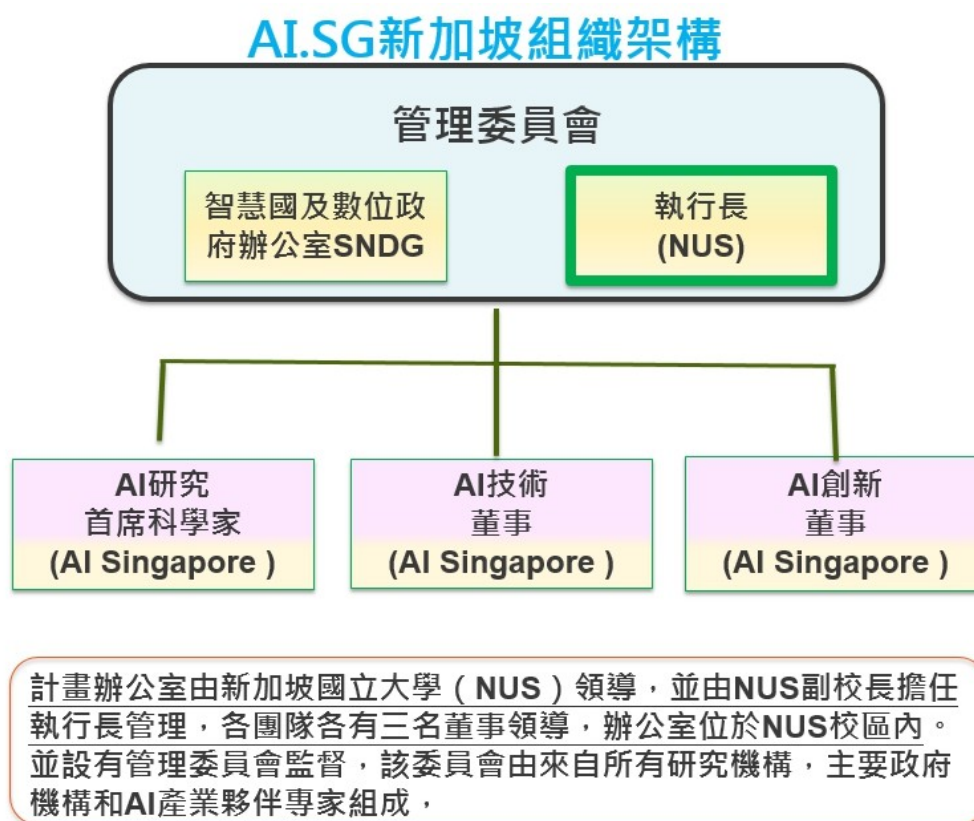 AI.SG新加坡組織架構
管理委員會
智慧國及數位政
府辦公室SNDG
執行長
(NUS)
AI研究
首席科學家
(AI Singapore )
AI技術
董事
(AI Singapore )
AI創新
董事
(AI Singapore )
計畫辦公室由新加坡國立大學（NUS）領導，並由NUS副校長擔任
執行長管理，各團隊各有三名董事領導，辦公室位於NUS校區內。
並設有管理委員會監督，該委員會由來自所有研究機構，主要政府
機構和AI產業夥伴專家組成，